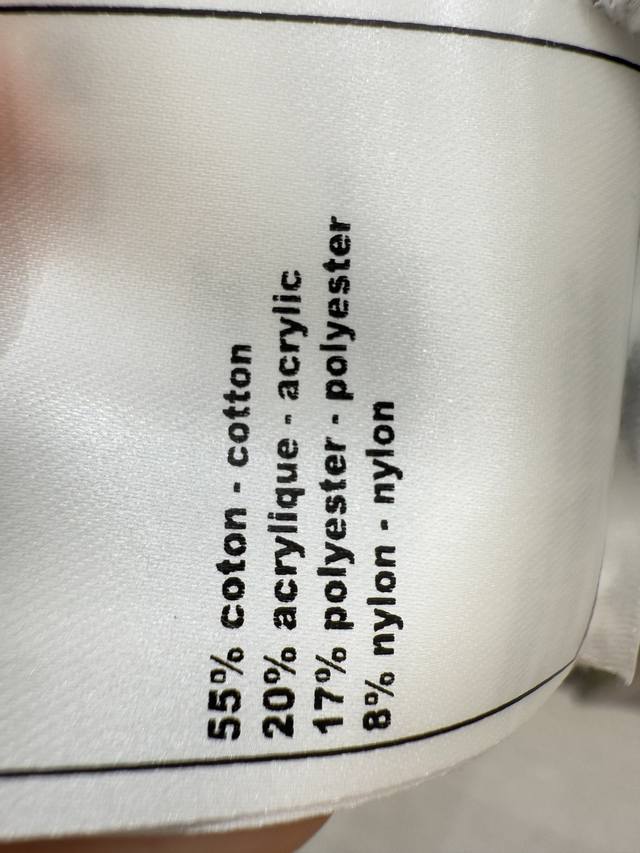 55% coton - cotton
20% acrylique - acrylic
17% polyester - polyester
8% nylon - nylon